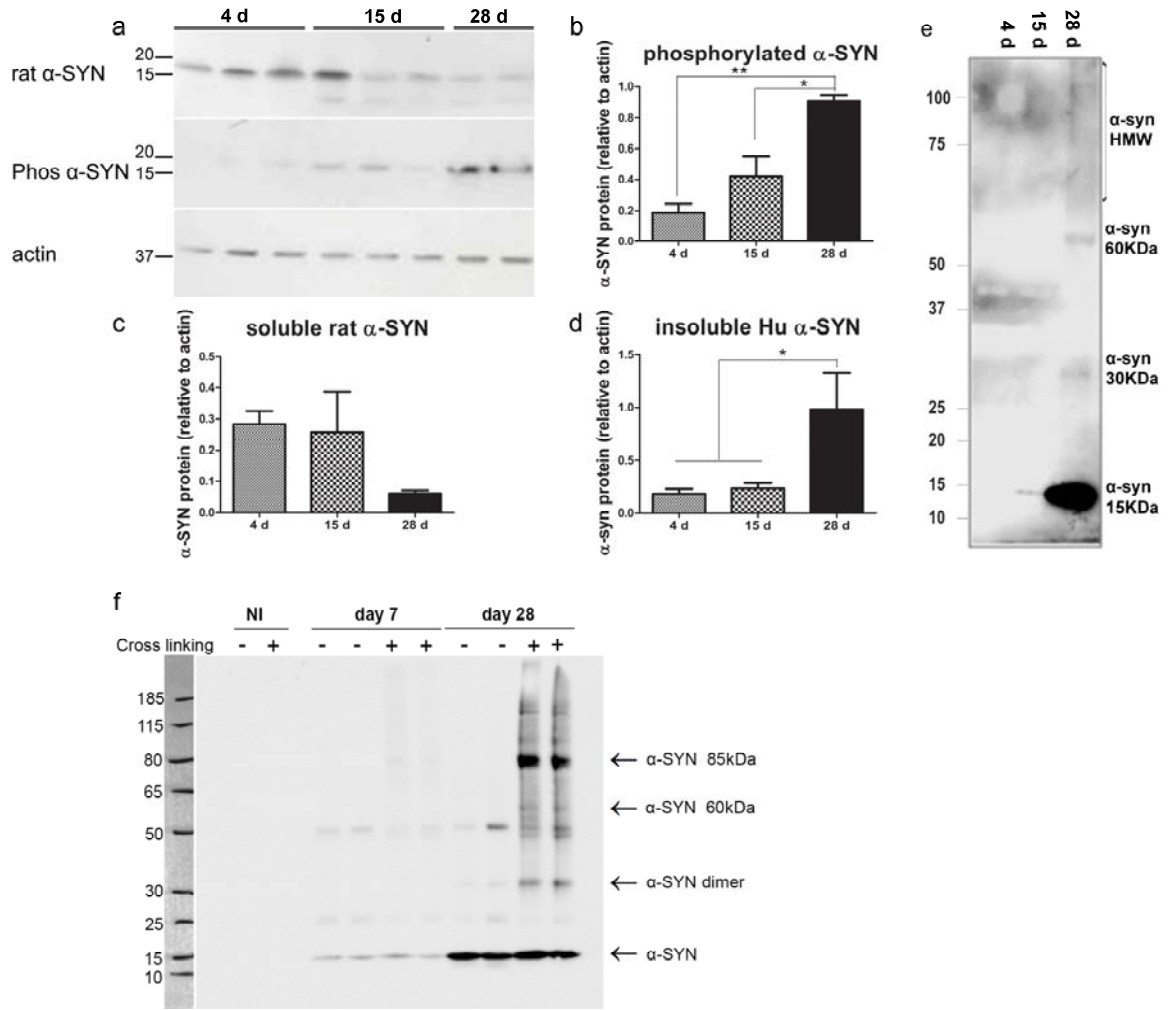 a
4 d 15 d 28 d
rat α-SYN
20
15
Phos α-SYN
20
15
actin
37
b
phosphorylated α-SYN
α-SYN protein (relative to actin)
1.0
0.8
0.6
0.4
0.2
0.0
**
*
4 d 15 d 28 d
c
soluble rat α-SYN
α-SYN protein (relative to actin)
0.5
0.4
0.3
0.2
0.1
0.0
4 d 15 d 28 d
d
insoluble Hu α-SYN
α-syn protein (relative to actin)
1.5
1.0
0.5
0.0
*
4 d 15 d 28 d
e
4 d 15 d 28 d
100
75
50
37
25
20
15
10
α-syn
HMW
α-syn
60KDa
α-syn
30KDa
α-syn
15KDa
f
NI day 7 day 28
Cross linking - + - - + + - - + +
185
115
80
65
50
30
25
15
10
← α-SYN 85kDa
← α-SYN 60kDa
← α-SYN dimer
← α-SYN